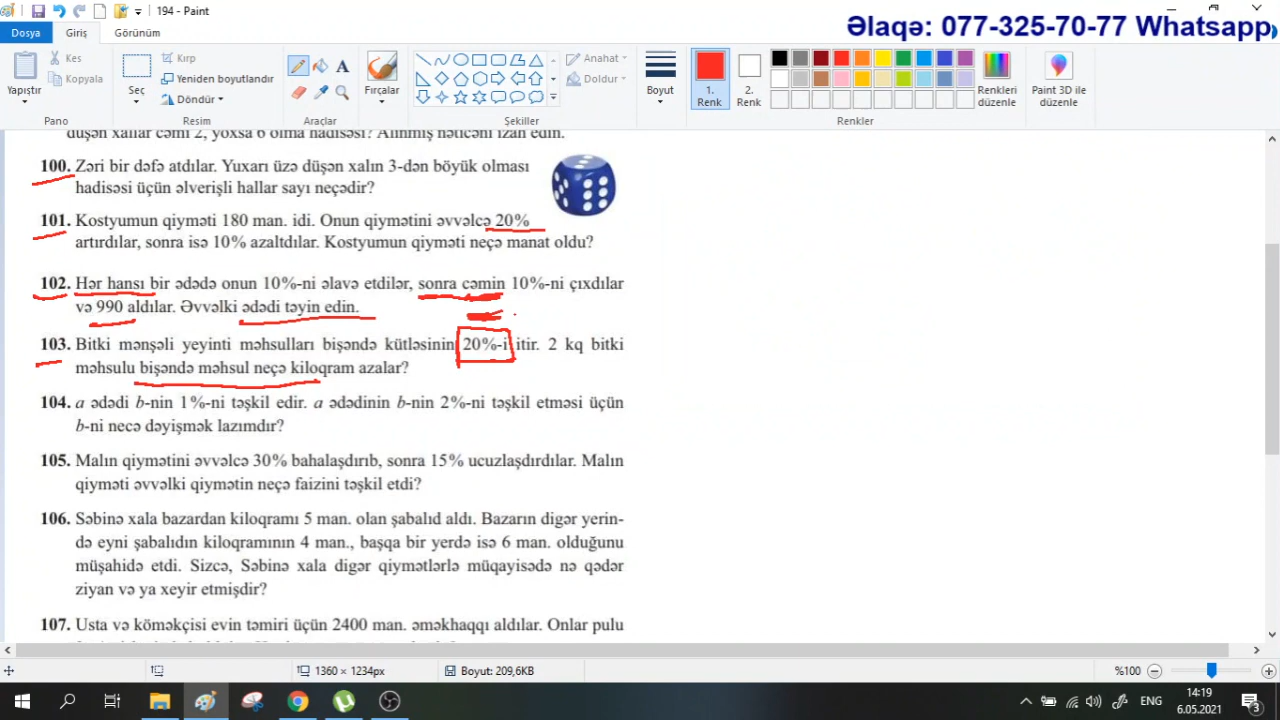 194 - Paint
Əlaqə: 077-325-70-77 Whatsapp
Dosya
Giriş
Görünüm
Yapıştır
Kes
Kopyala
Pano
Seç
Kırp
Yeniden boyutlandır
Döndür
Resim
A
Araçlar
Fırçalar
Anahat
Doldur
Şekiller
Boyut
1. Renk
2. Renk
Renkleri düzenle
Paint 3D ile düzenle
Renkler
düşən xallar cəmi 2, yoxsa 6 olma hadisəsi? Alınmış nəticəni izah edin.
100. Zəri bir dəfə atdılar. Yuxarı üzə düşən xalın 3-dən böyük olması
hadisəsi üçün əlverişli hallar sayı neçədir?
101. Kostyumun qiyməti 180 man. idi. Onun qiymətini əvvəlcə 20%
artırdılar, sonra isə 10% azaltdılar. Kostyumun qiyməti neçə manat oldu?
102. Hər hansı bir ədədə onun 10%-ni əlavə etdilər, sonra cəmin 10%-ni çıxdılar
və 990 aldılar. Əvvəlki ədədi təyin edin.
103. Bitki mənşəli yeyinti məhsulları bişəndə kütləsinin 20%-i itir. 2 kq bitki
məhsulu bişəndə məhsul neçə kiloqram azalar?
104. a ədədi b-nin 1%-ni təşkil edir. a ədədinin b-nin 2%-ni təşkil etməsi üçün
b-ni necə dəyişmək lazımdır?
105. Malın qiymətini əvvəlcə 30% bahalaşdırıb, sonra 15% ucuzlaşdırdılar. Malın
qiyməti əvvəlki qiymətin neçə faizini təşkil etdi?
106. Səbinə xala bazardan kiloqramı 5 man. olan şabalıd aldı. Bazarın digər yerin-
də eyni şabalıdın kiloqramının 4 man., başqa bir yerdə isə 6 man. olduğunu
müşahidə etdi. Sizcə, Səbinə xala digər qiymətlərlə müqayisədə nə qədər
ziyan və ya xeyir etmişdir?
107. Usta və köməkçisi evin təmiri üçün 2400 man. əməkhaqqı aldılar. Onlar pulu
1360 × 1234px
Boyut: 209,6KB
%100
ENG
14:19
6.05.2021
3